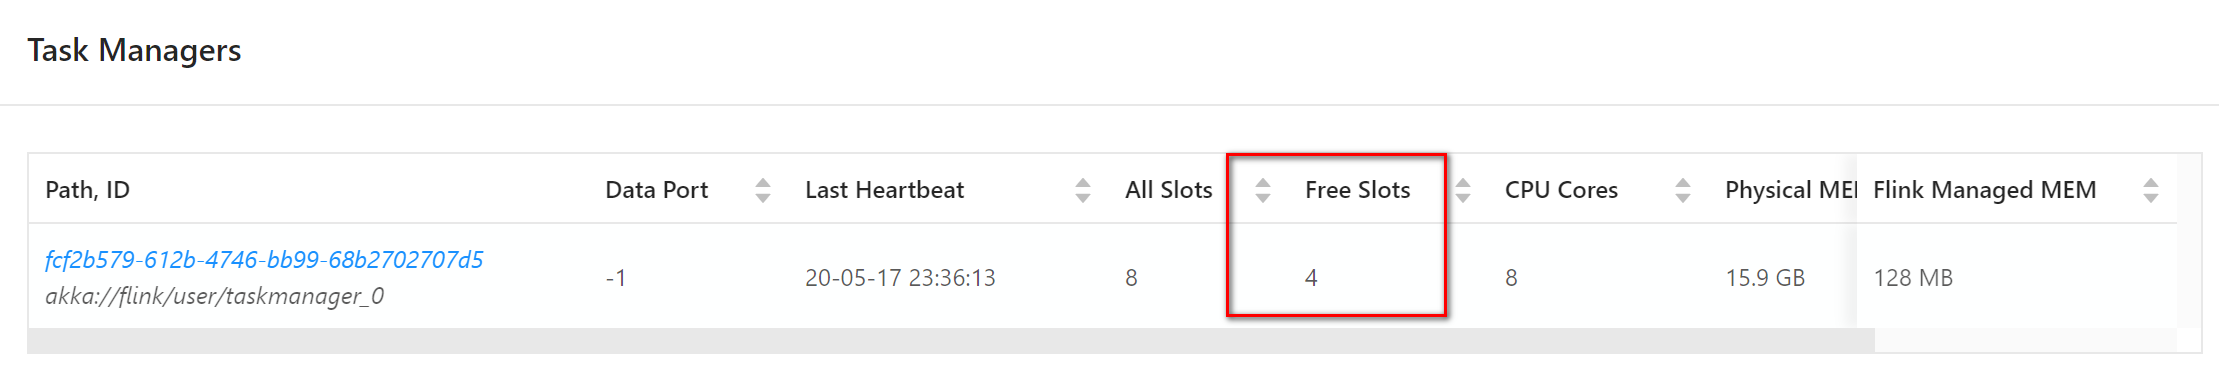 Task Managers
Path, ID Data Port Last Heartbeat All Slots Free Slots CPU Cores Physical MEI Flink Managed MEM
fcf2b579-612b-4746-bb99-68b2702707d5
akka://flink/user/taskmanager_0
-1 20-05-17 23:36:13 8 4 8 15.9 GB 128 MB